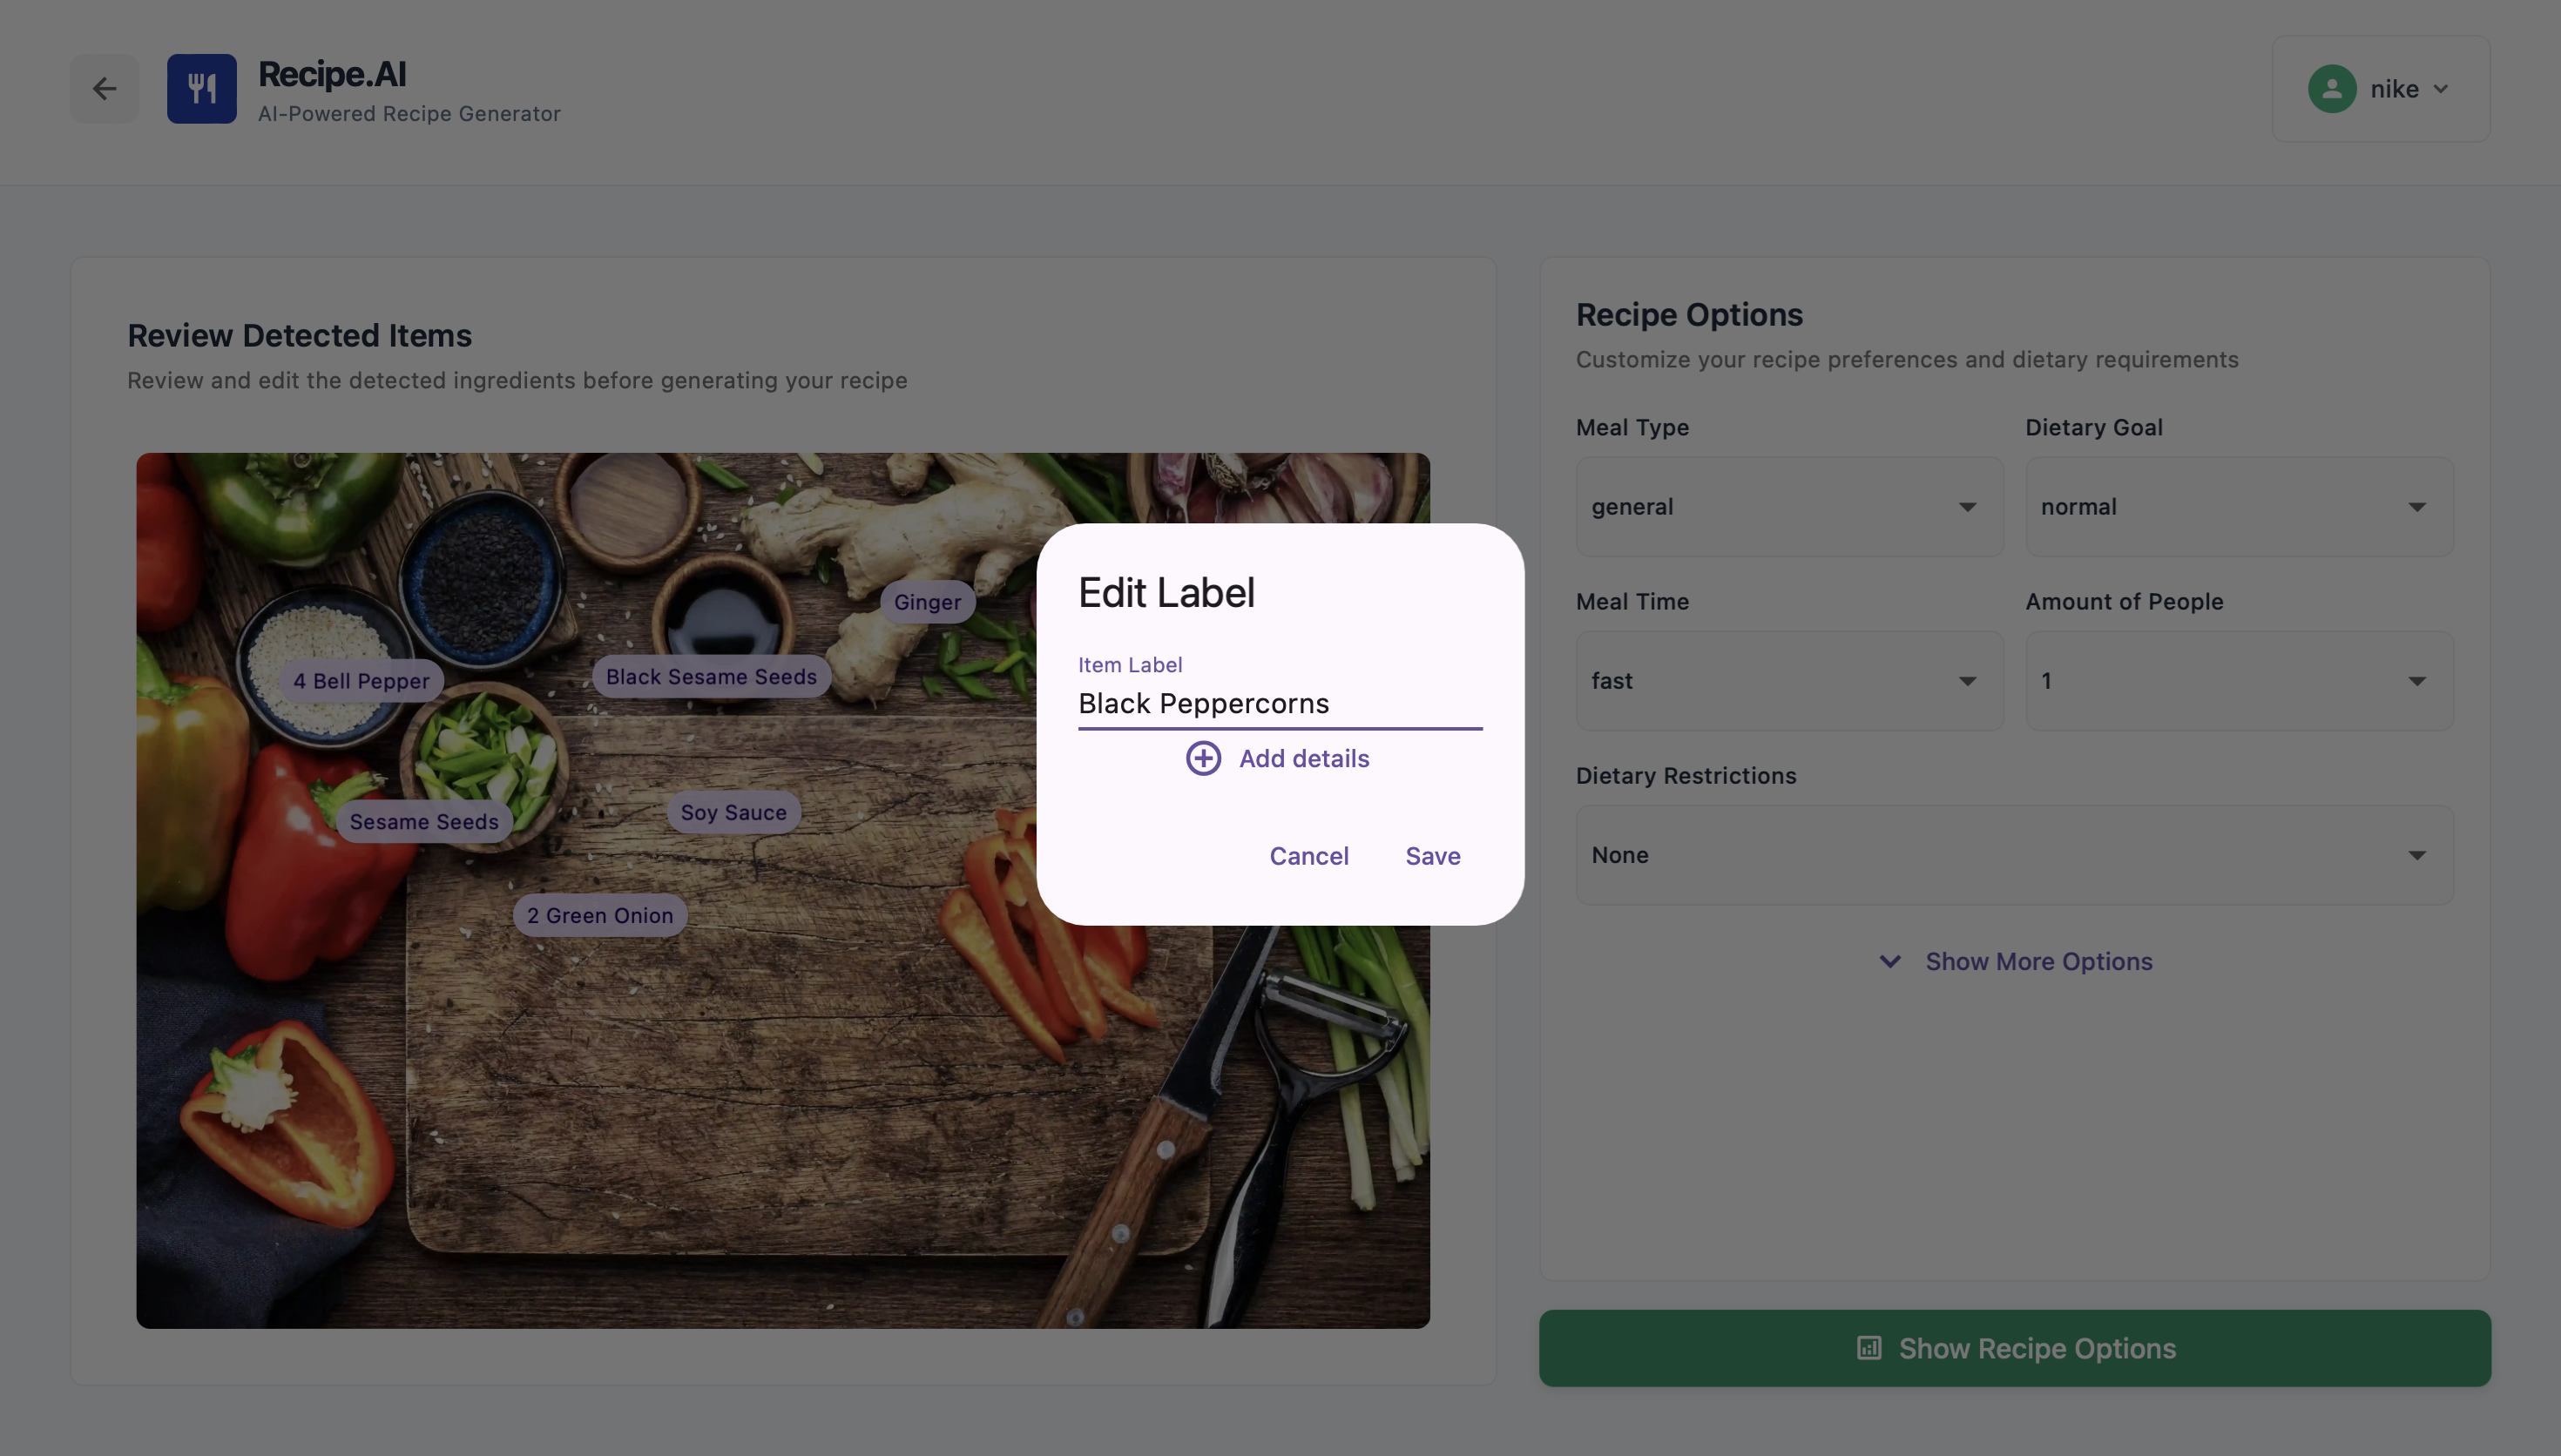 Recipe.AI
AI-Powered Recipe Generator
nike
Review Detected Items
Review and edit the detected ingredients before generating your recipe
Ginger
4 Bell Pepper
Black Sesame Seeds
Sesame Seeds
Soy Sauce
2 Green Onion
Edit Label
Item Label
Black Peppercorns
Add details
Cancel
Save
Recipe Options
Customize your recipe preferences and dietary requirements
Meal Type
Dietary Goal
general
normal
Meal Time
Amount of People
fast
1
Dietary Restrictions
None
Show More Options
Show Recipe Options